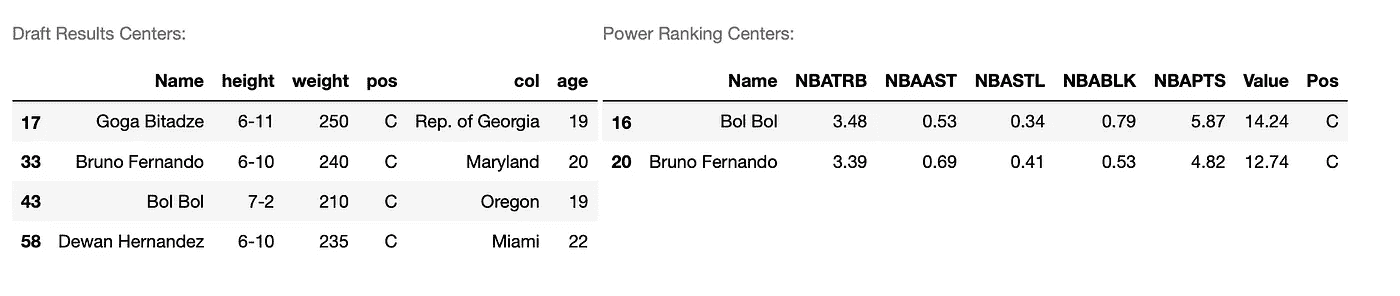 Draft Results Centers:
Name height weight pos col age
17 Goga Bitadze 6-11 250 C Rep. of Georgia 19
33 Bruno Fernando 6-10 240 C Maryland 20
43 Bol Bol 7-2 210 C Oregon 19
58 Dewan Hernandez 6-10 235 C Miami 22
Power Ranking Centers:
Name NBATRB NBAAST NBASTL NBABLK NBAPTS Value Pos
16 Bol Bol 3.48 0.53 0.34 0.79 5.87 14.24 C
20 Bruno Fernando 3.39 0.69 0.41 0.53 4.82 12.74 C